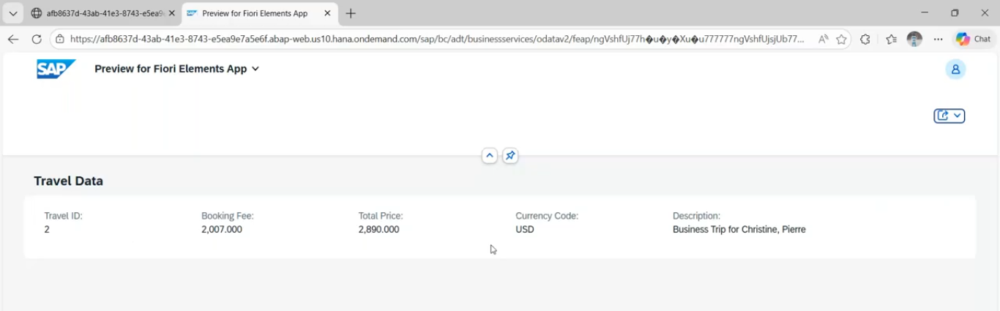 afb8637d-43ab-41e3-8743-e5ea9
Preview for Fiori Elements App
https://afb8637d-43ab-41e3-8743-e5ea9e7a5e6f.abap-web.us10.hana.ondemand.com/sap/bc/adt/businessservices/odatav2/feap/ngVshfUj77h�u�y�Xu�u777777ngVshfUjsjUb77...
Chat
SAP
Preview for Fiori Elements App
Travel Data
Travel ID: Booking Fee: Total Price: Currency Code: Description:
2 2,007.000 2,890.000 USD Business Trip for Christine, Pierre